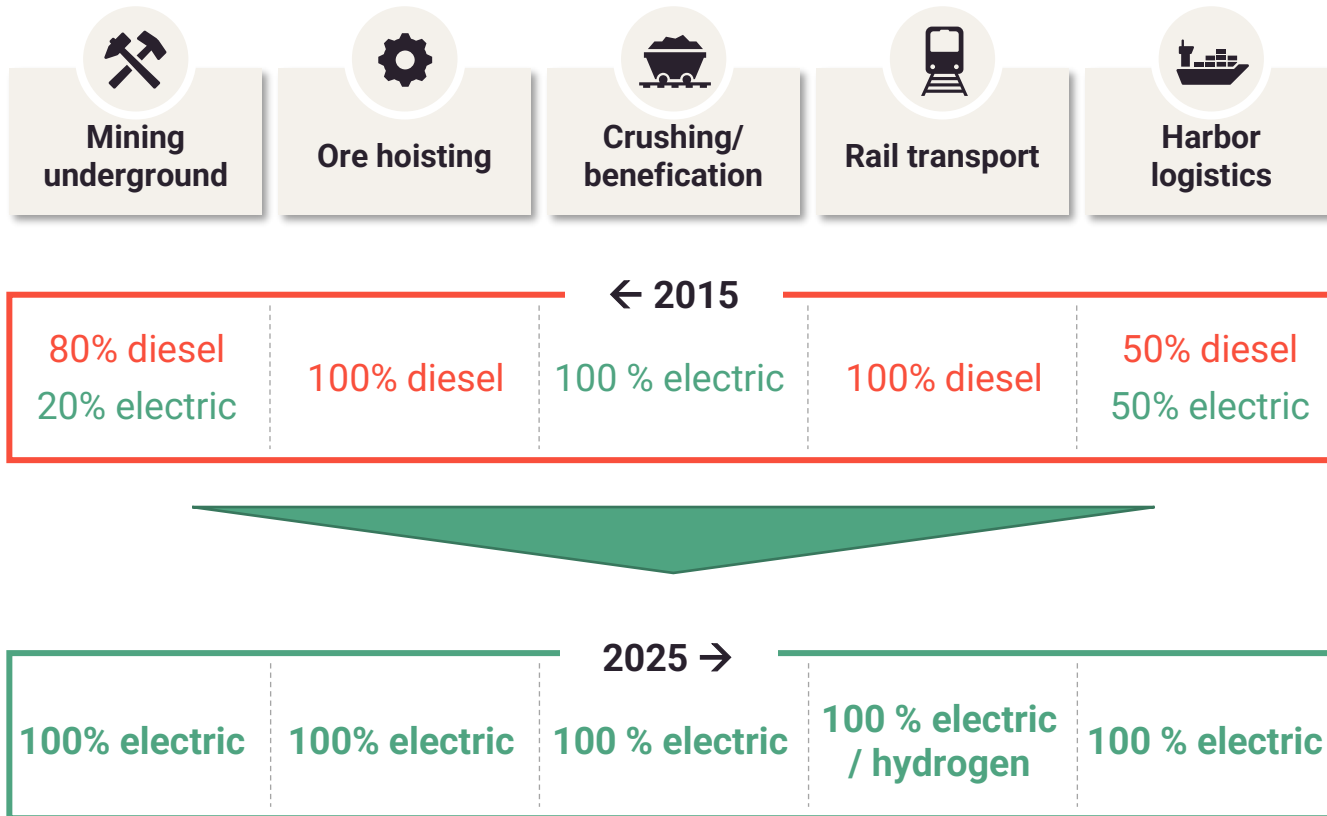 Mining
underground
Ore hoisting
Crushing/
benefication
Rail transport
Harbor
logistics
← 2015
80% diesel
20% electric
100% diesel
100 % electric
100% diesel
50% diesel
50% electric
2025 →
100% electric
100% electric
100 % electric
100 % electric
/ hydrogen
100 % electric